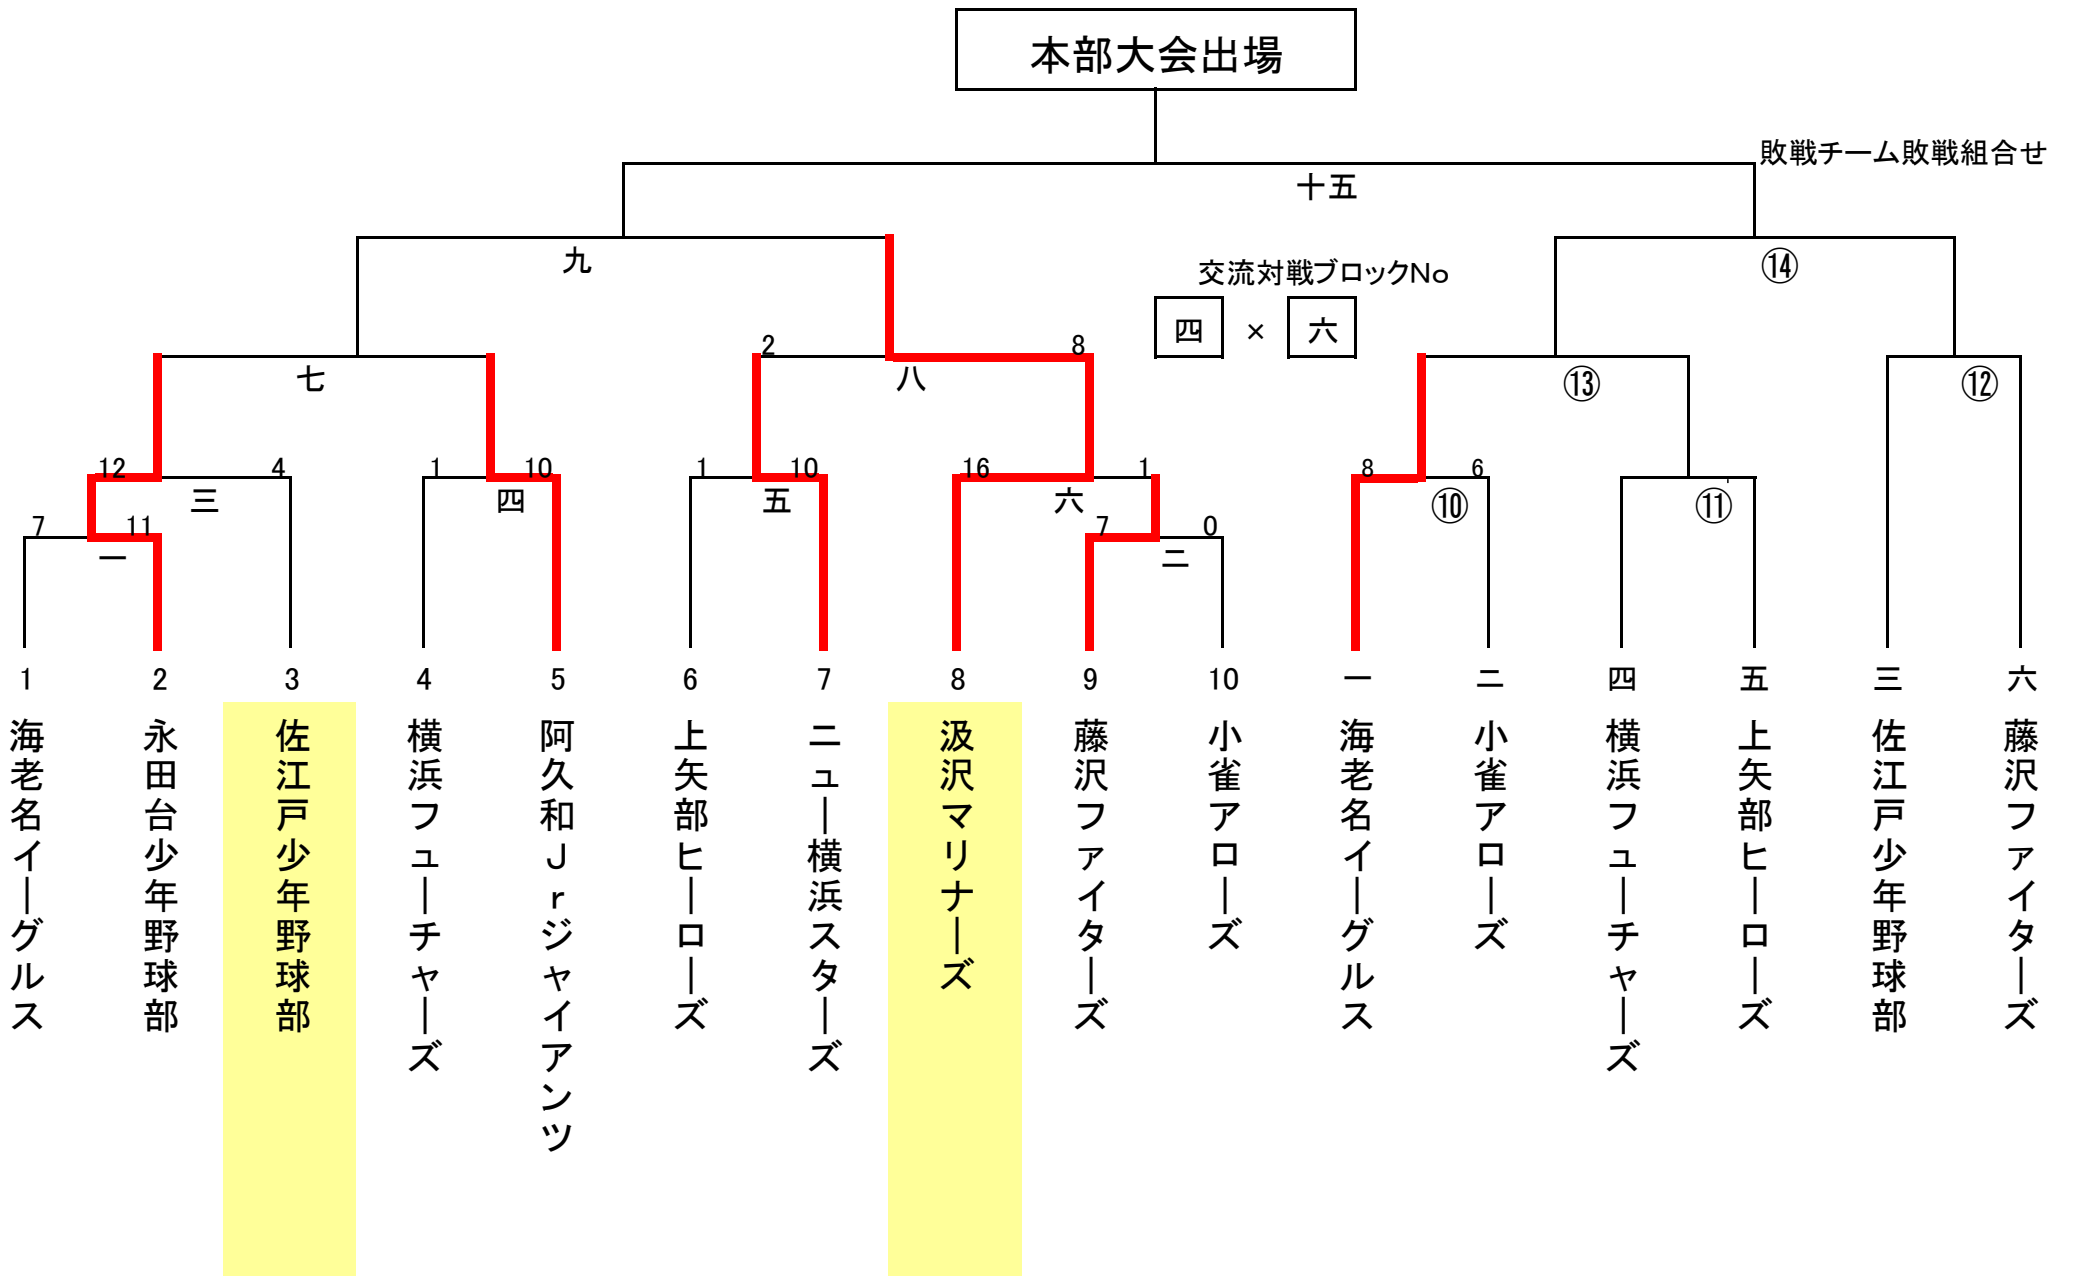 本部大会出場
敗戦チーム敗戦組合せ
十五
九
⑭
交流対戦ブロックNo
四 × 六
2 8
七 八 ⑬ ⑫
12 4 1 10 1 10 16 1 8 6
三 四 五 六 ⑩ ⑪
7 11 7 0
一 二
1 2 3 4 5 6 7 8 9 10 一 二 四 五 三 六
海老名イーグルス
永田台少年野球部
佐江戸少年野球部
横浜フューチャーズ
阿久和Jrジャイアンツ
上矢部ヒーローズ
ニュー横浜スターズ
汲沢マリナーズ
藤沢ファイターズ
小雀アローズ
海老名イーグルス
小雀アローズ
横浜フューチャーズ
上矢部ヒーローズ
佐江戸少年野球部
藤沢ファイターズ